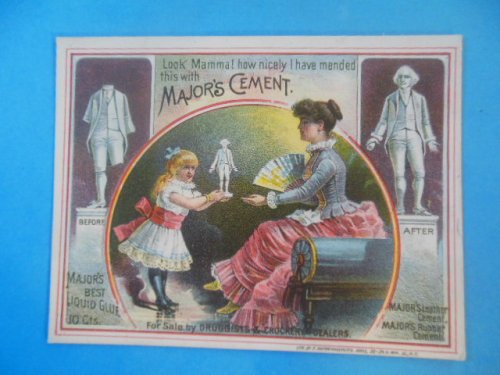 Look Mamma! how nicely I have mended
this with
MAJOR'S CEMENT.
BEFORE
AFTER
MAJOR'S
BEST
LIQUID GLUE
10 Cts.
MAJOR'S Leather
Cement.
MAJOR'S Rubber
Cement.
For Sale by DRUGGISTS & CROCKERY DEALERS.